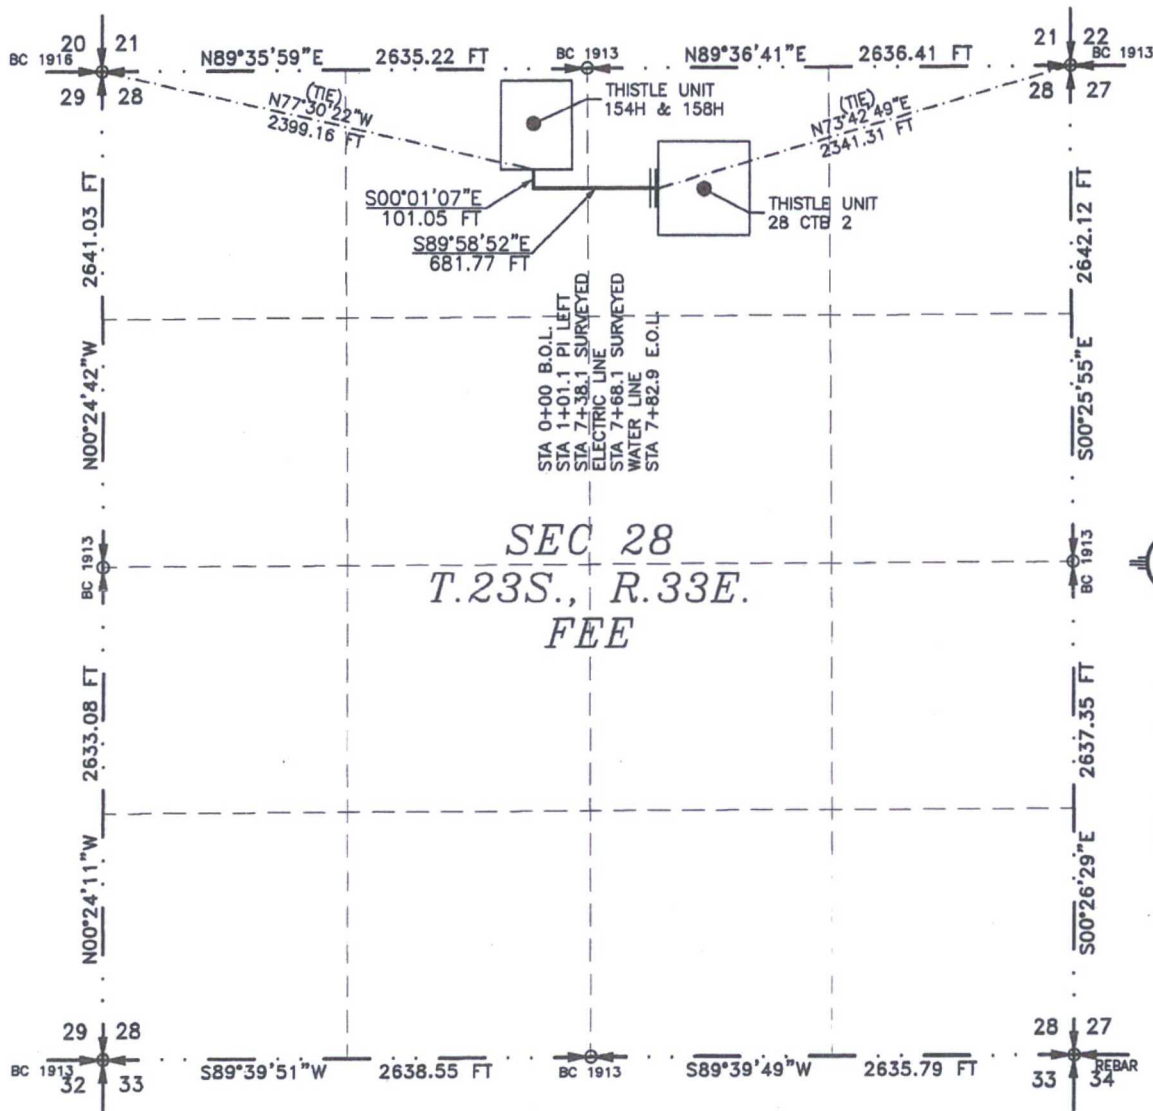 20 21
BC 1916
29 28
N89°35'59"E 2635.22 FT
BC 1913
N89°36'41"E 2636.41 FT
21 22
BC 1913
28 27
(TIE)
N77°30'22"W
2399.16 FT
THISTLE UNIT
154H & 158H
(TIE)
N73°42'49"E
2341.31 FT
S00°01'07"E
101.05 FT
S89°58'52"E
681.77 FT
THISTLE UNIT
28 CTB 2
2641.03 FT
N00°24'42"W
2642.12 FT
S00°25'55"E
STA 0+00 B.O.L.
STA 1+01.1 PI LEFT
STA 7+38.1 SURVEYED
ELECTRIC LINE
STA 7+68.1 SURVEYED
WATER LINE
STA 7+82.9 E.O.L.
BC 1913
SEC 28
T.23S., R.33E.
FEE
BC 1913
2633.08 FT
N00°24'11"W
2637.35 FT
S00°26'29"E
29 28
BC 1913
32 33
S89°39'51"W 2638.55 FT
BC 1913
S89°39'49"W 2635.79 FT
28 27
33 34
REBAR